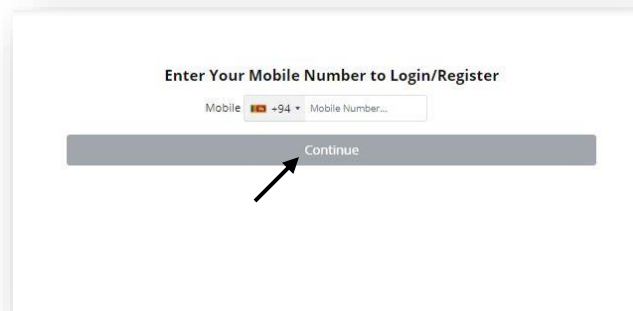 Enter Your Mobile Number to Login/Register
Mobile +94 Mobile Number...
Continue